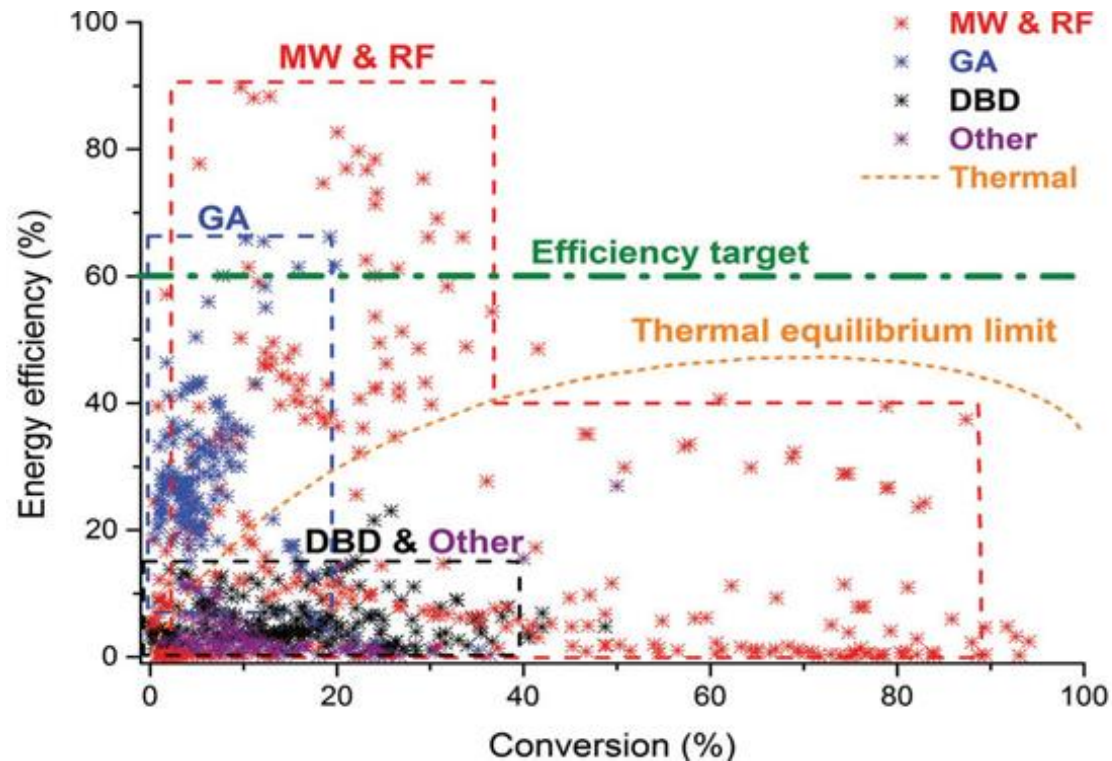 100
80
60
40
20
0
Energy efficiency (%)
MW & RF
GA
Efficiency target
Thermal equilibrium limit
DBD & Other
MW & RF
GA
DBD
Other
Thermal
0 20 40 60 80 100
Conversion (%)